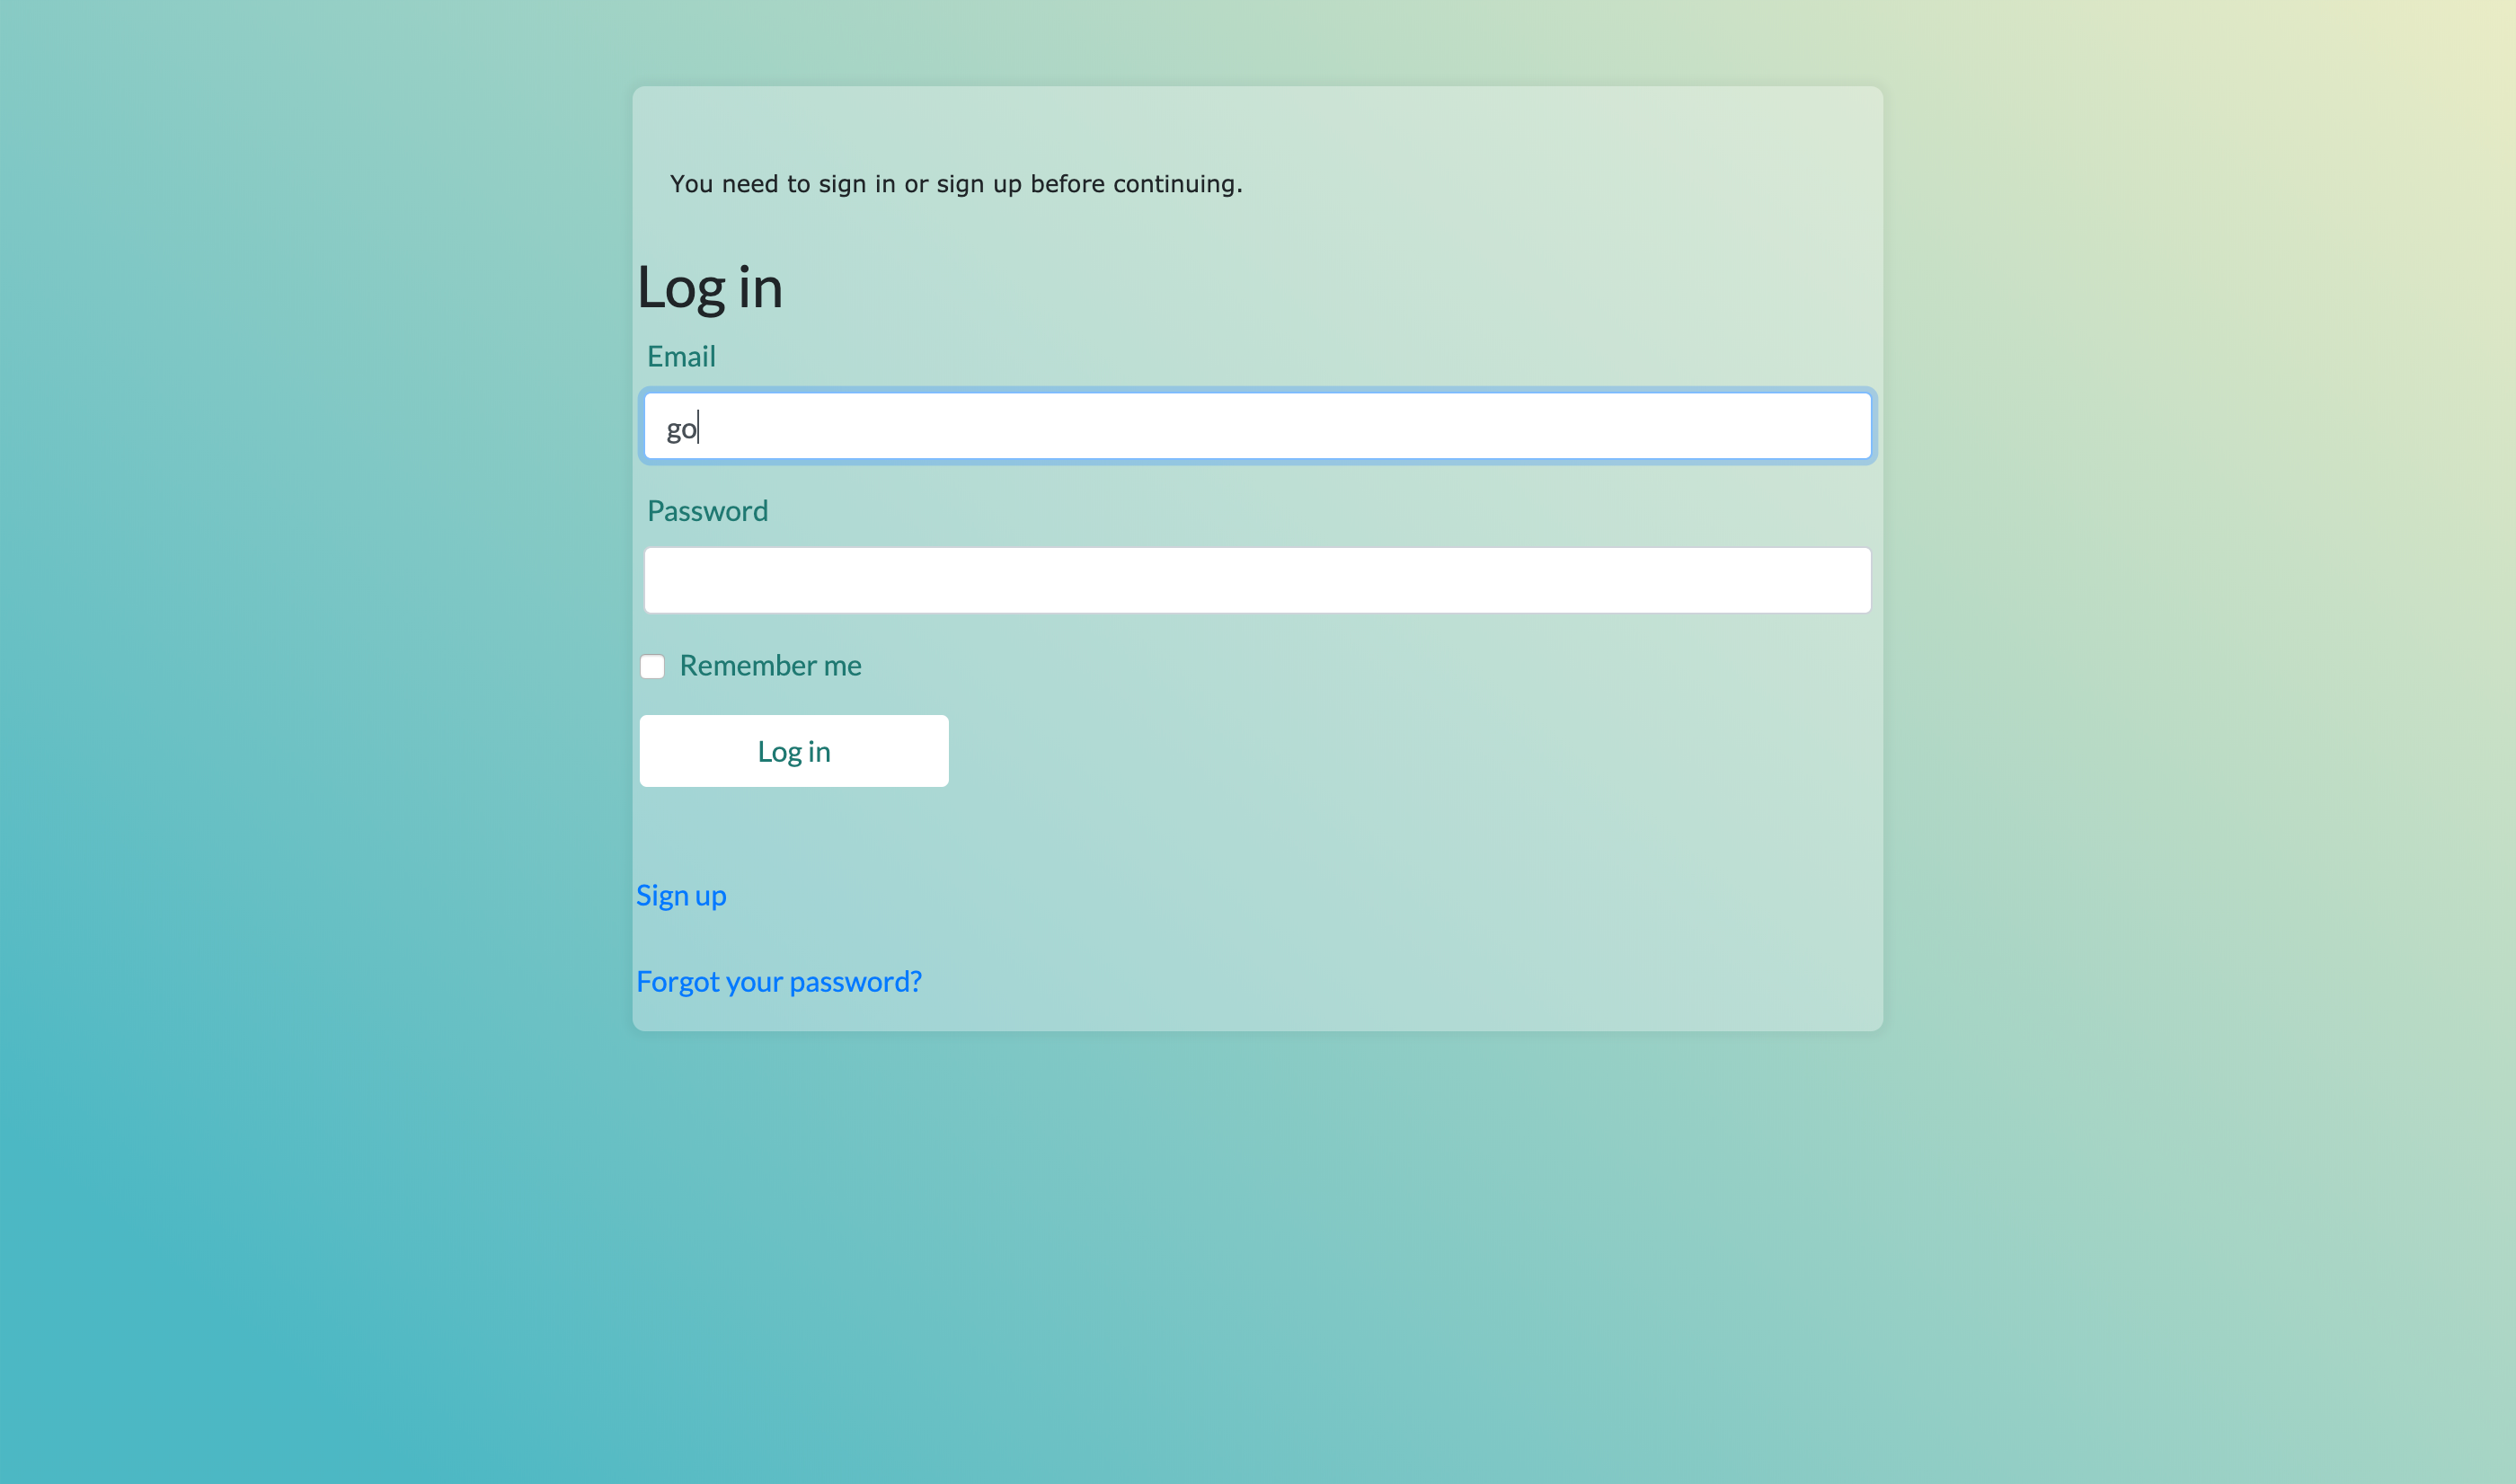 You need to sign in or sign up before continuing.
Log in
Email
go
Password
Remember me
Log in
Sign up
Forgot your password?